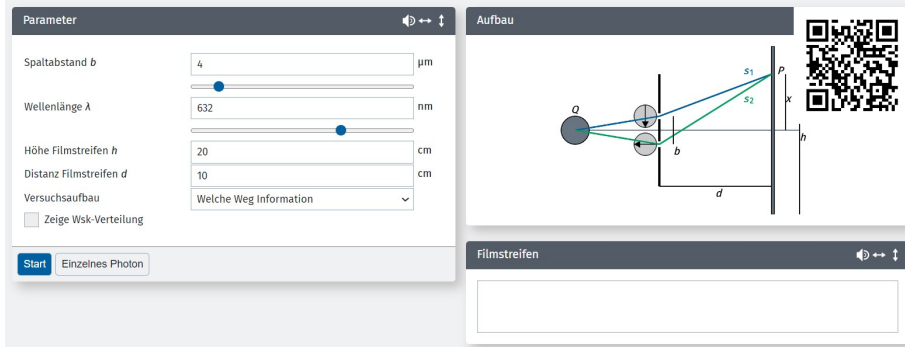 Parameter
Spaltabstand b
4
µm
Wellenlänge λ
632
nm
Höhe Filmstreifen h
20
cm
Distanz Filmstreifen d
10
cm
Versuchsaufbau
Welche Weg Information
Zeige Wsk-Verteilung
Start
Einzelnes Photon
Aufbau
s1
P
s2
x
Q
h
b
d
Filmstreifen